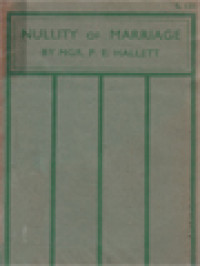 NULLITY OF MARRIAGE
BY MGR. P. E. HALLETT